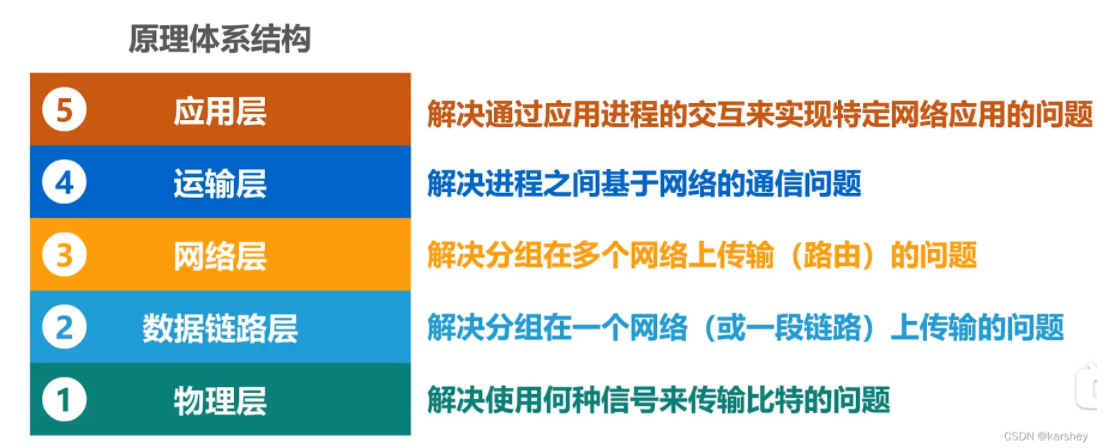 原理体系结构
5 应用层 解决通过应用进程的交互来实现特定网络应用的问题
4 运输层 解决进程之间基于网络的通信问题
3 网络层 解决分组在多个网络上传输（路由）的问题
2 数据链路层 解决分组在一个网络（或一段链路）上传输的问题
1 物理层 解决使用何种信号来传输比特的问题
CSDN @karshey